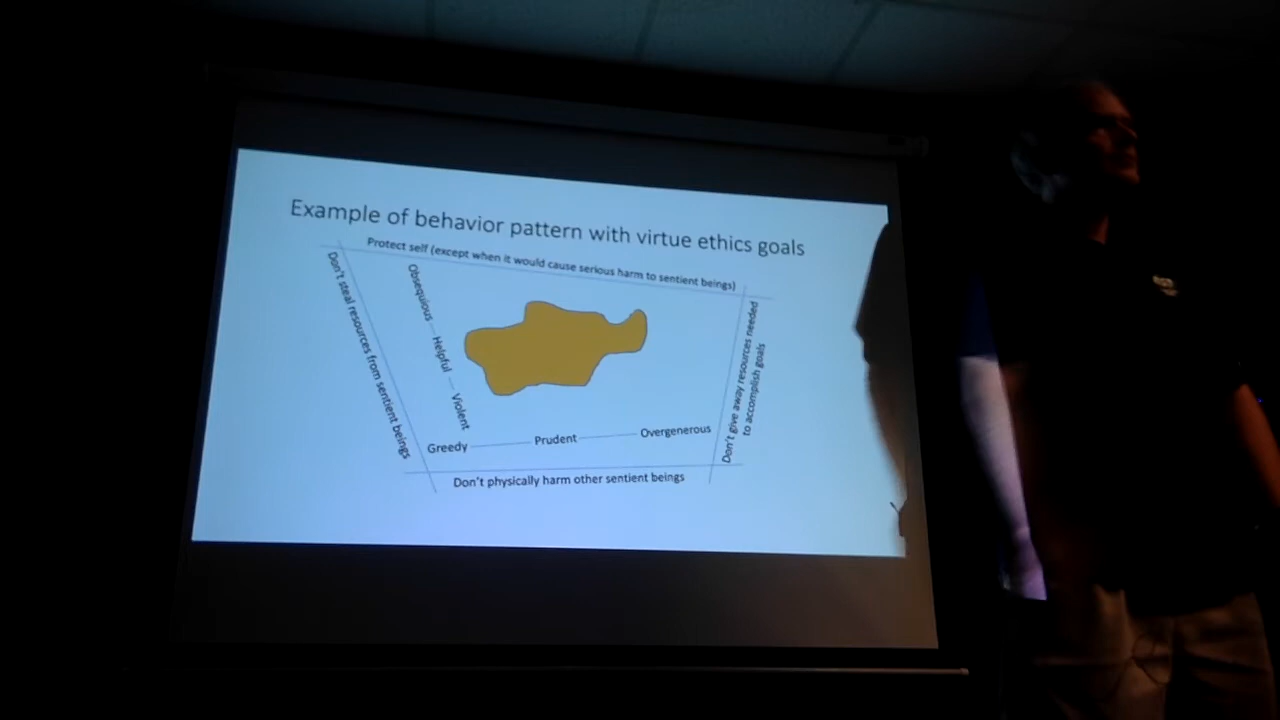 Example of behavior pattern with virtue ethics goals
Protect self (except when it would cause serious harm to sentient beings)
Don't steal resources from sentient beings
Obsequious — Helpful — Violent
Don't give away resources needed
to accomplish goals
Greedy — Prudent — Overgenerous
Don't physically harm other sentient beings